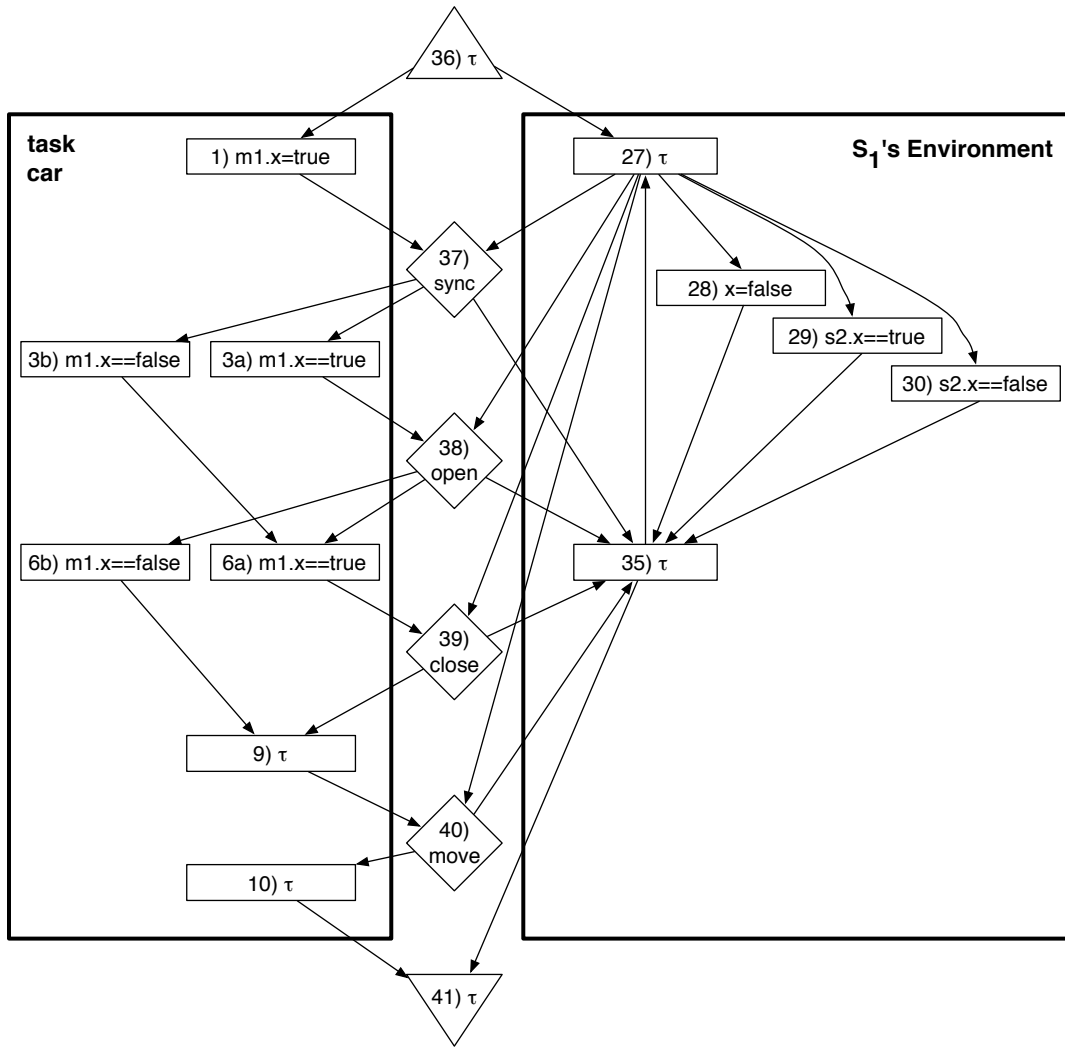 36) τ
task
car
S1's Environment
1) m1.x=true
27) τ
37)
sync
28) x=false
29) s2.x==true
3b) m1.x==false
3a) m1.x==true
30) s2.x==false
38)
open
6b) m1.x==false
6a) m1.x==true
35) τ
39)
close
9) τ
40)
move
10) τ
41) τ